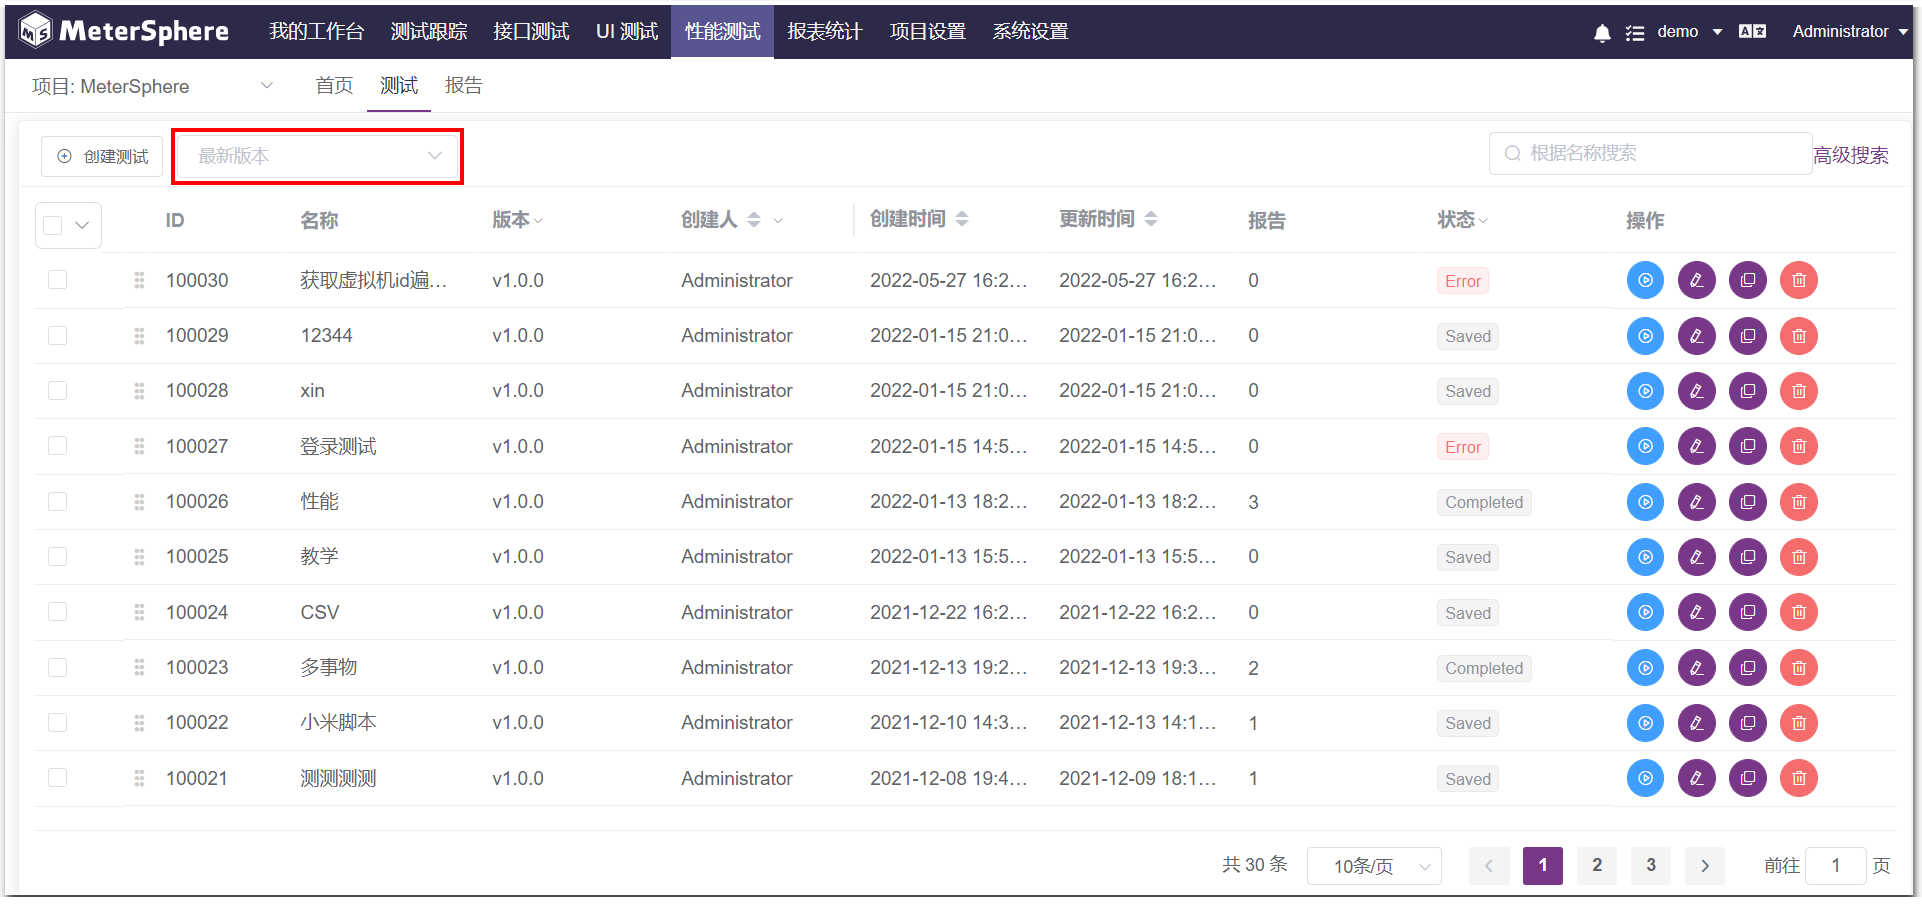 MeterSphere 我的工作台 测试跟踪 接口测试 UI 测试 性能测试 报表统计 项目设置 系统设置 demo Administrator
项目: MeterSphere 首页 测试 报告
创建测试 最新版本 根据名称搜索 高级搜索
ID 名称 版本 创建人 创建时间 更新时间 报告 状态 操作
100030 获取虚拟机id遍... v1.0.0 Administrator 2022-05-27 16:2... 2022-05-27 16:2... 0 Error
100029 12344 v1.0.0 Administrator 2022-01-15 21:0... 2022-01-15 21:0... 0 Saved
100028 xin v1.0.0 Administrator 2022-01-15 21:0... 2022-01-15 21:0... 0 Saved
100027 登录测试 v1.0.0 Administrator 2022-01-15 14:5... 2022-01-15 14:5... 0 Error
100026 性能 v1.0.0 Administrator 2022-01-13 18:2... 2022-01-13 18:2... 3 Completed
100025 教学 v1.0.0 Administrator 2022-01-13 15:5... 2022-01-13 15:5... 0 Saved
100024 CSV v1.0.0 Administrator 2021-12-22 16:2... 2021-12-22 16:2... 0 Saved
100023 多事物 v1.0.0 Administrator 2021-12-13 19:2... 2021-12-13 19:3... 2 Completed
100022 小米脚本 v1.0.0 Administrator 2021-12-10 14:3... 2021-12-13 14:1... 1 Saved
100021 测测测测 v1.0.0 Administrator 2021-12-08 19:4... 2021-12-09 18:1... 1 Saved
共 30 条 10条/页 1 2 3 前往 1 页